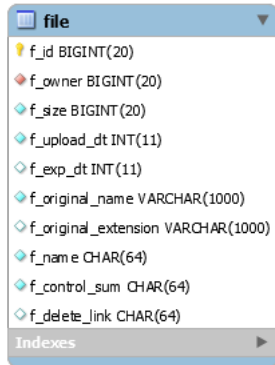 file
f_id BIGINT(20)
f_owner BIGINT(20)
f_size BIGINT(20)
f_upload_dt INT(11)
f_exp_dt INT(11)
f_original_name VARCHAR(1000)
f_original_extension VARCHAR(1000)
f_name CHAR(64)
f_control_sum CHAR(64)
f_delete_link CHAR(64)
Indexes